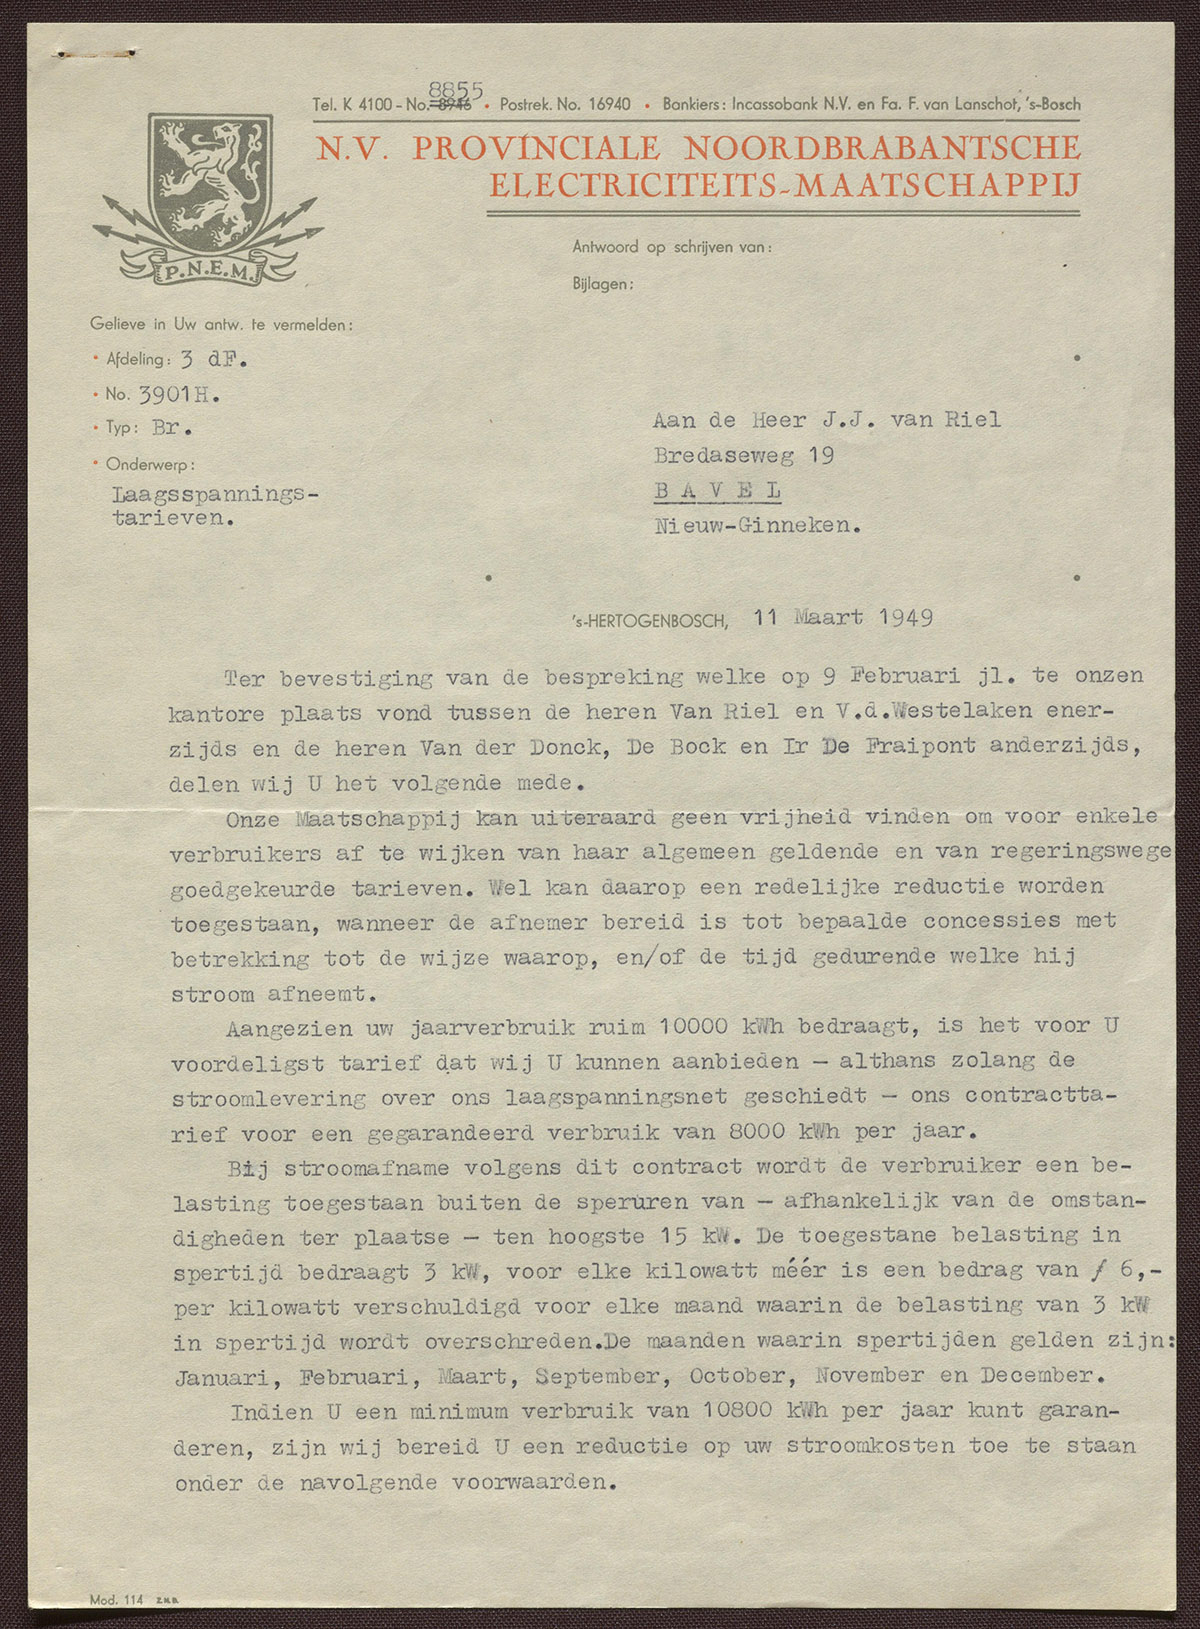 8855
Tel. K 4100 - No. 8946 • Postrek. No. 16940 • Bankiers: Incassobank N.V. en Fa. F. van Lanschot, 's-Bosch
N.V. PROVINCIALE NOORDBRABANTSCHE
ELECTRICITEITS-MAATSCHAPPIJ
P.N.E.M.
Antwoord op schrijven van:
Bijlagen:
Gelieve in Uw antw. te vermelden:
• Afdeling: 3 dF.
• No. 3901H.
• Typ: Br.
• Onderwerp:
Laagsspannings-
tarieven.
Aan de Heer J.J. van Riel
Bredaseweg 19
B A V E L
Nieuw-Ginneken.
's-HERTOGENBOSCH, 11 Maart 1949
Ter bevestiging van de bespreking welke op 9 Februari jl. te onzen
kantore plaats vond tussen de heren Van Riel en V.d.Westelaken ener-
zijds en de heren Van der Donck, De Bock en Ir De Fraipont anderzijds,
delen wij U het volgende mede.
Onze Maatschappij kan uiteraard geen vrijheid vinden om voor enkele
verbruikers af te wijken van haar algemeen geldende en van regeringswege
goedgekeurde tarieven. Wel kan daarop een redelijke reductie worden
toegestaan, wanneer de afnemer bereid is tot bepaalde concessies met
betrekking tot de wijze waarop, en/of de tijd gedurende welke hij
stroom afneemt.
Aangezien uw jaarverbruik ruim 10000 kWh bedraagt, is het voor U
voordeligst tarief dat wij U kunnen aanbieden - althans zolang de
stroomlevering over ons laagspanningsnet geschiedt - ons contractta-
rief voor een gegarandeerd verbruik van 8000 kWh per jaar.
Bij stroomafname volgens dit contract wordt de verbruiker een be-
lasting toegestaan buiten de speruren van - afhankelijk van de omstan-
digheden ter plaatse - ten hoogste 15 kW. De toegestane belasting in
spertijd bedraagt 3 kW, voor elke kilowatt méér is een bedrag van ƒ 6,-
per kilowatt verschuldigd voor elke maand waarin de belasting van 3 kW
in spertijd wordt overschreden.De maanden waarin spertijden gelden zijn:
Januari, Februari, Maart, September, October, November en December.
Indien U een minimum verbruik van 10800 kWh per jaar kunt garan-
deren, zijn wij bereid U een reductie op uw stroomkosten toe te staan
onder de navolgende voorwaarden.
Mod. 114 Z.N.D.